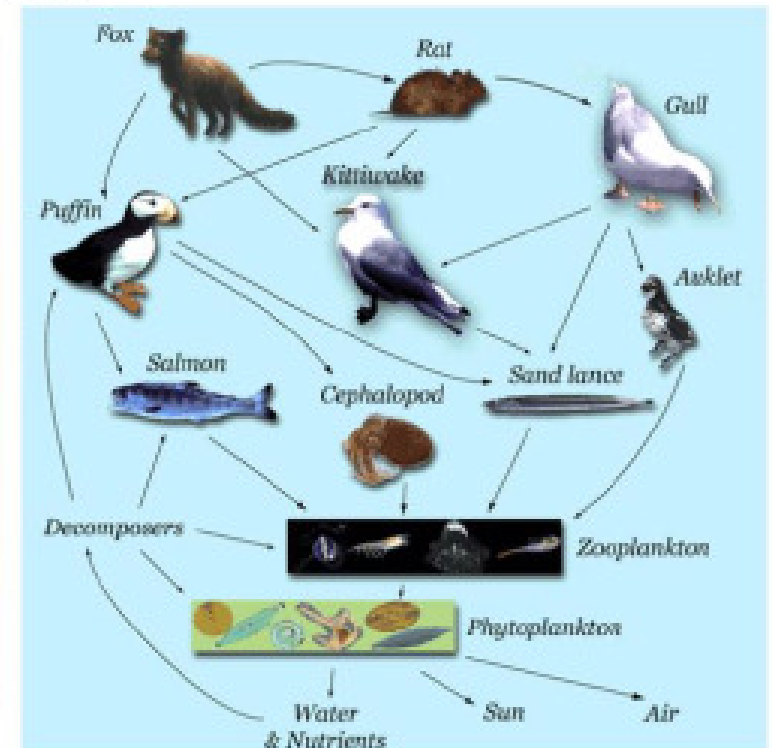 Fox
Rat
Gull
Kittiwake
Puffin
Auklet
Salmon
Sand lance
Cephalopod
Decomposers
Zooplankton
Phytoplankton
Water
& Nutrients
Sun
Air